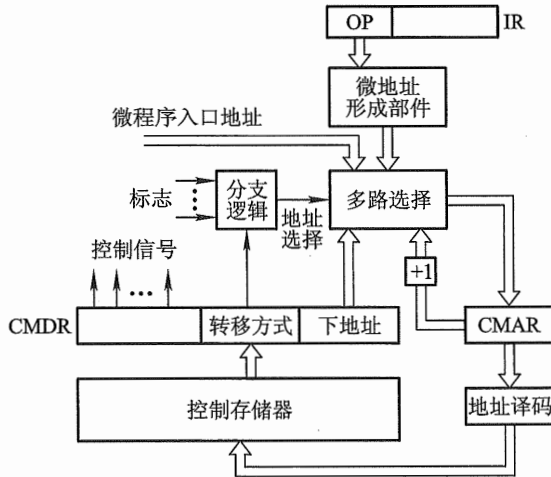 OP
IR
微地址
形成部件
微程序入口地址
标志
分支
逻辑
地址
选择
多路选择
控制信号
+1
CMDR
转移方式
下地址
CMAR
控制存储器
地址译码